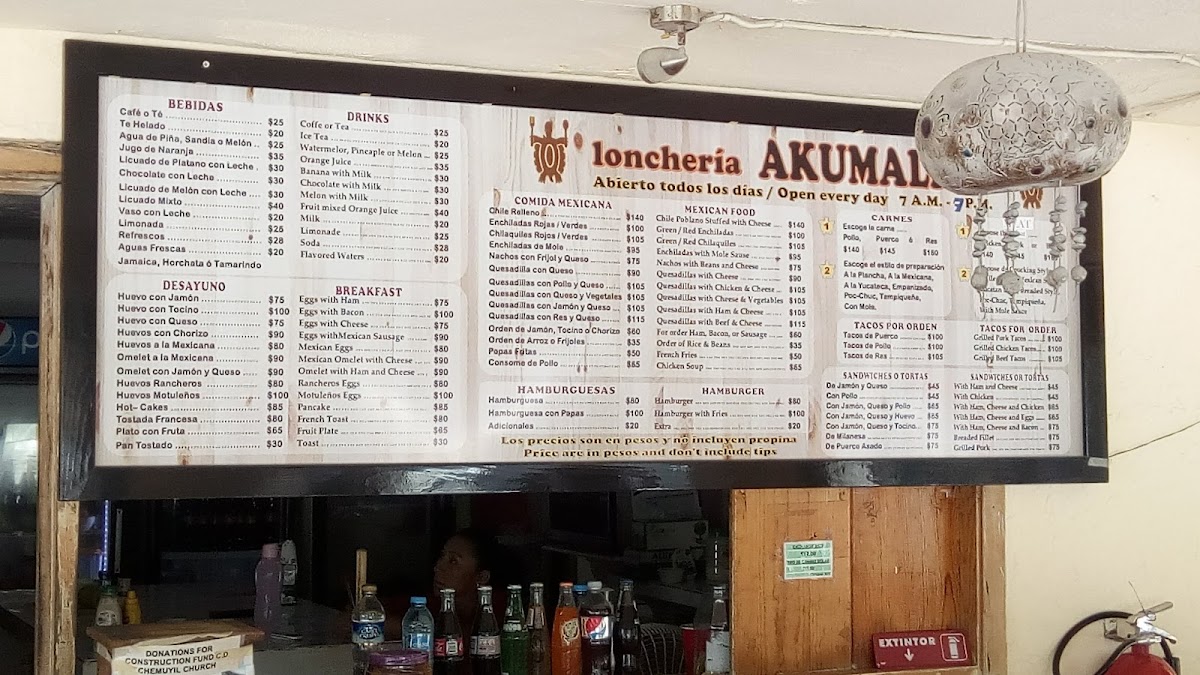 lonchería AKUMAL
Abierto todos los días / Open every day 7 A.M. - 9 P.M.
BEBIDAS
Café o Té $25
Te Helado $20
Agua de Piña, Sandia o Melón $25
Jugo de Naranja $35
Licuado de Platano con Leche $30
Chocolate con Leche $30
Licuado de Melón con Leche $30
Licuado Mixto $40
Vaso con Leche $20
Limonada $25
Refrescos $28
Aguas Frescas $20
Jamaica, Horchata ó Tamarindo
DRINKS
Coffe or Tea $25
Ice Tea $20
Watermelor, Pineaple or Melon $25
Orange Juice $35
Banana with Milk $30
Chocolate with Milk $30
Melon with Milk $30
Fruit mixed Orange Juice $40
Milk $20
Limonade $25
Soda $28
Flavored Waters $20
DESAYUNO
Huevo con Jamón $75
Huevo con Tocino $100
Huevo con Queso $75
Huevos con Chorizo $90
Huevos a la Mexicana $80
Omelet a la Mexicana $90
Omelet con Jamón y Queso $90
Huevos Rancheros $80
Huevos Motuleños $100
Hot- Cakes $85
Tostada Francesa $80
Plato con Fruta $65
Pan Tostado $30
BREAKFAST
Eggs with Ham $75
Eggs with Bacon $100
Eggs with Cheese $75
Eggs withMexican Sausage $90
Mexican Eggs $80
Mexican Omelet with Cheese $90
Omelet with Ham and Cheese $90
Rancheros Eggs $80
Motuleños Eggs $100
Pancake $85
French Toast $80
Fruit Plate $65
Toast $30
COMIDA MEXICANA
Chile Relleno $140
Enchiladas Rojas / Verdes $100
Chilaquiles Rojos / Verdes $105
Enchiladas de Mole $95
Nachos con Frijol y Queso $75
Quesadilla con Queso $90
Quesadilla con Pollo y Queso $105
Quesadilla con Queso y Vegetales $105
Quesadilla con Jamón y Queso $105
Quesadilla con Res y Queso $115
Orden de Jamón, Tocino o Chorizo $60
Orden de Arroz o Frijoles $35
Papas Fritas $50
Consome de Pollo $65
MEXICAN FOOD
Chile Poblano Stuffed with Cheese $140
Green / Red Enchiladas $100
Green / Red Chilaquiles $105
Enchiladas with Mole Sause $95
Nachos with Beans and Cheese $75
Quesadillas with Cheese $90
Quesadillas with Chicken & Cheese $105
Quesadillas with Cheese & Vegetables $105
Quesadillas with Ham & Cheese $105
Quesadillas with Beef & Cheese $115
For order Ham, Bacon, or Sausage $60
Order of Rice & Beans $35
French Fries $50
Chicken Soup $65
HAMBURGUESAS
Hamburguesa $80
Hamburguesa con Papas $100
Adicionales $20
HAMBURGER
Hamburger $80
Hamburger with Fries $100
Extra $20
Los precios son en pesos y no incluyen propina
Price are in pesos and don't include tips
CARNES
1 Escoga la carne
Pollo, Puerco ó Res
$140 $145 $180
2 Escoge el estilo de preparación
A la Plancha, A la Mexicana,
A la Yucateca, Empanizada,
Poc-Chuc, Tampiqueña,
Con Mole.
1
2
Poc-Chuc, Tampiqueña,
With Mole Sauce
TACOS POR ORDEN
Tacos de Puerco $100
Tacos de Pollo $100
Tacos de Res $105
TACOS FOR ORDER
Grilled Pork Tacos $100
Grilled Chicken Tacos $100
Grilled Beef Tacos $105
SANDWICHES O TORTAS
De Jamón y Queso $45
Con Pollo $45
Con Jamón, Queso y Pollo $65
Con Jamón, Queso y Huevo $65
Con Jamón, Queso y Tocino $75
De Milanesa $75
De Puerco Asado $75
SANDWICHES OR TORTAS
With Ham and Cheese $45
With Chicken $45
With Ham, Cheese and Chicken $65
With Ham, Cheese and Eggs $65
With Ham, Cheese and Bacon $75
Breaded Fillet $75
Grilled Pork $75
DONATIONS FOR
CONSTRUCTION FUND C.D
CHEMUYIL CHURCH
EXTINTOR